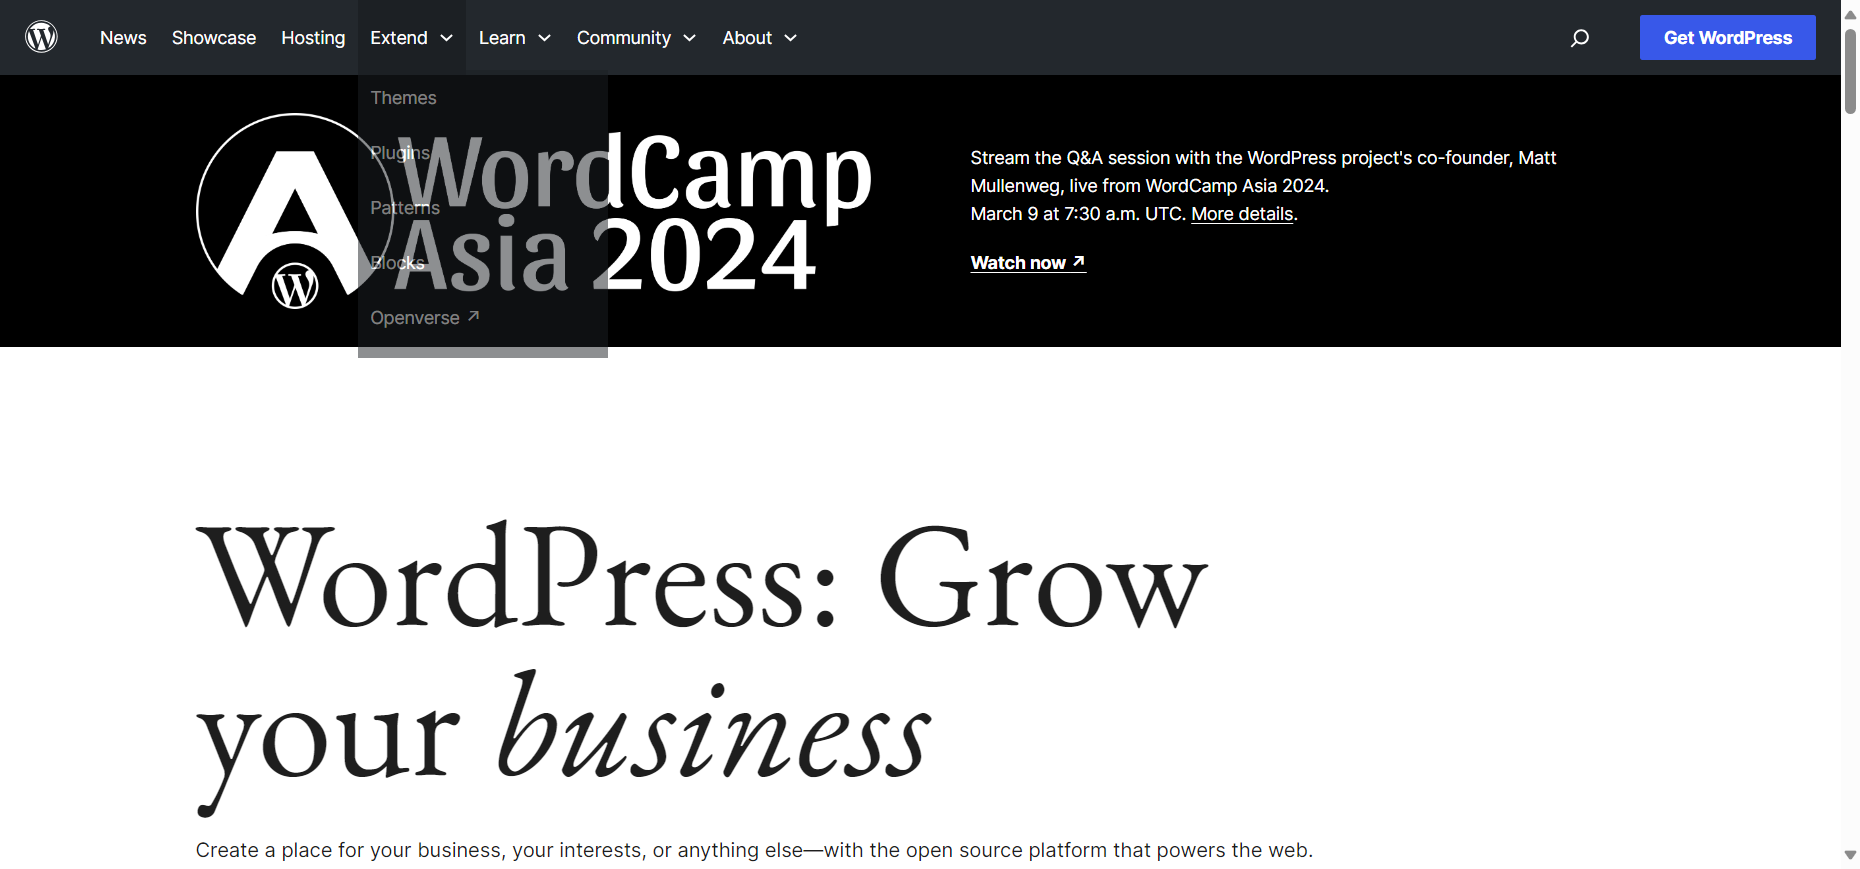 News Showcase Hosting Extend Learn Community About Get WordPress
Themes
Plugins
Patterns
Blocks
Openverse ↗
WordCamp
Asia 2024
Stream the Q&A session with the WordPress project's co-founder, Matt
Mullenweg, live from WordCamp Asia 2024.
March 9 at 7:30 a.m. UTC. More details.
Watch now ↗
WordPress: Grow
your business
Create a place for your business, your interests, or anything else—with the open source platform that powers the web.